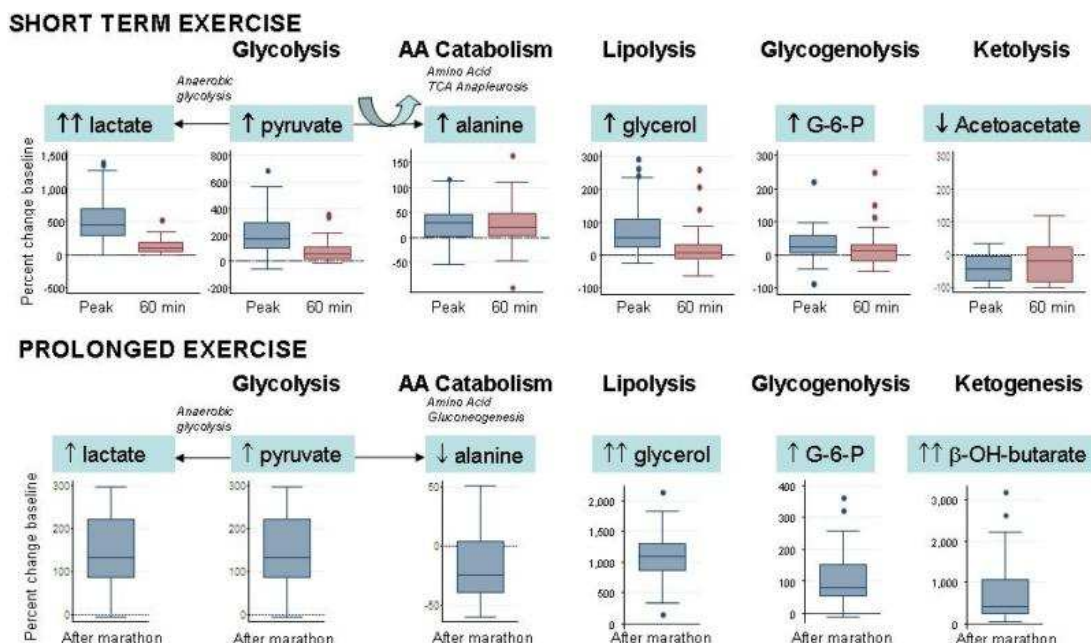 SHORT TERM EXERCISE
Glycolysis AA Catabolism Lipolysis Glycogenolysis Ketolysis
Anaerobic glycolysis
Amino Acid
TCA Anapleurosis
↑↑ lactate ↑ pyruvate ↑ alanine ↑ glycerol ↑ G-6-P ↓ Acetoacetate
Percent change baseline
1,500 1,000 500 0 -500
800 600 400 200 0 -200
150 100 50 0 -50
300 200 100 0 -100
300 200 100 0 -100
300 200 100 0 -100
Peak 60 min Peak 60 min Peak 60 min Peak 60 min Peak 60 min Peak 60 min
PROLONGED EXERCISE
Glycolysis AA Catabolism Lipolysis Glycogenolysis Ketogenesis
Anaerobic glycolysis
Amino Acid
Gluconeogenesis
↑ lactate ↑ pyruvate ↓ alanine ↑↑ glycerol ↑ G-6-P ↑↑ β-OH-butarate
Percent change baseline
300 200 100 0
300 200 100 0
50 0 -50
2,000 1,500 1,000 500 0
400 300 200 100 0
3,000 2,000 1,000 0
After marathon After marathon After marathon After marathon After marathon After marathon